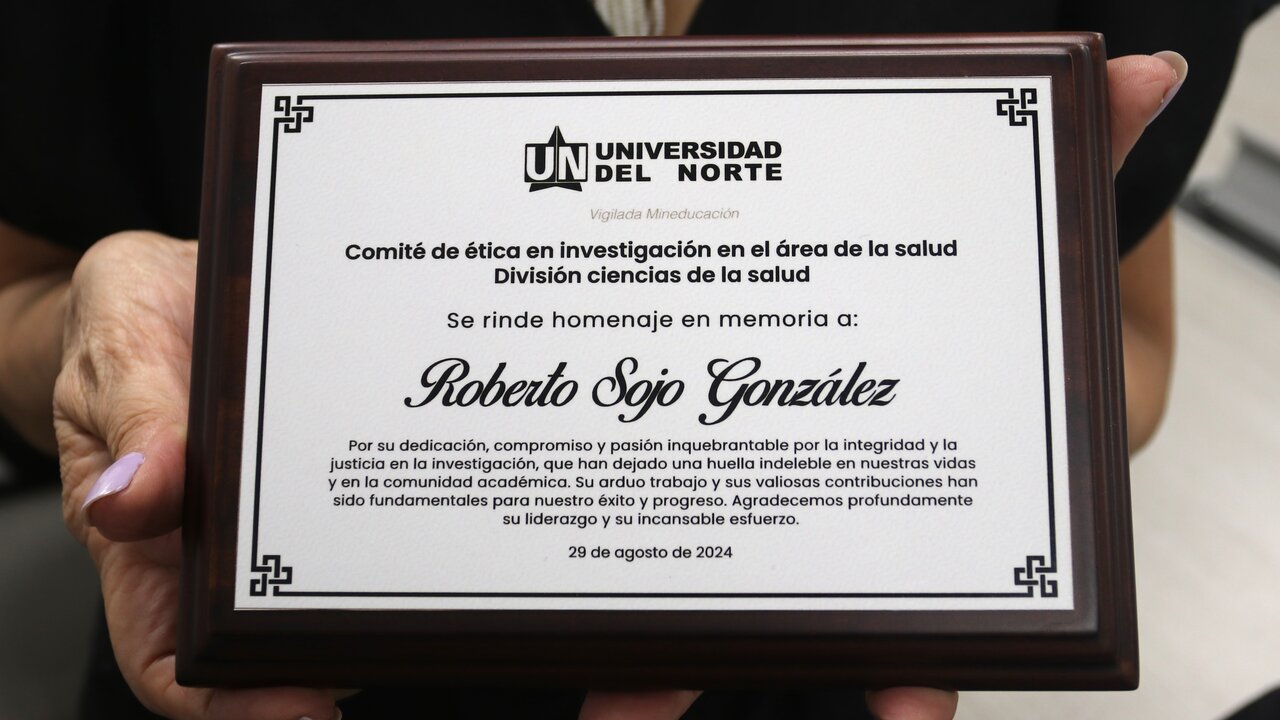 UN UNIVERSIDAD
DEL NORTE
Vigilada Mineducación
Comité de ética en investigación en el área de la salud
División ciencias de la salud
Se rinde homenaje en memoria a:
Roberto Sojo González
Por su dedicación, compromiso y pasión inquebrantable por la integridad y la
justicia en la investigación, que han dejado una huella indeleble en nuestras vidas
y en la comunidad académica. Su arduo trabajo y sus valiosas contribuciones han
sido fundamentales para nuestro éxito y progreso. Agradecemos profundamente
su liderazgo y su incansable esfuerzo.
29 de agosto de 2024